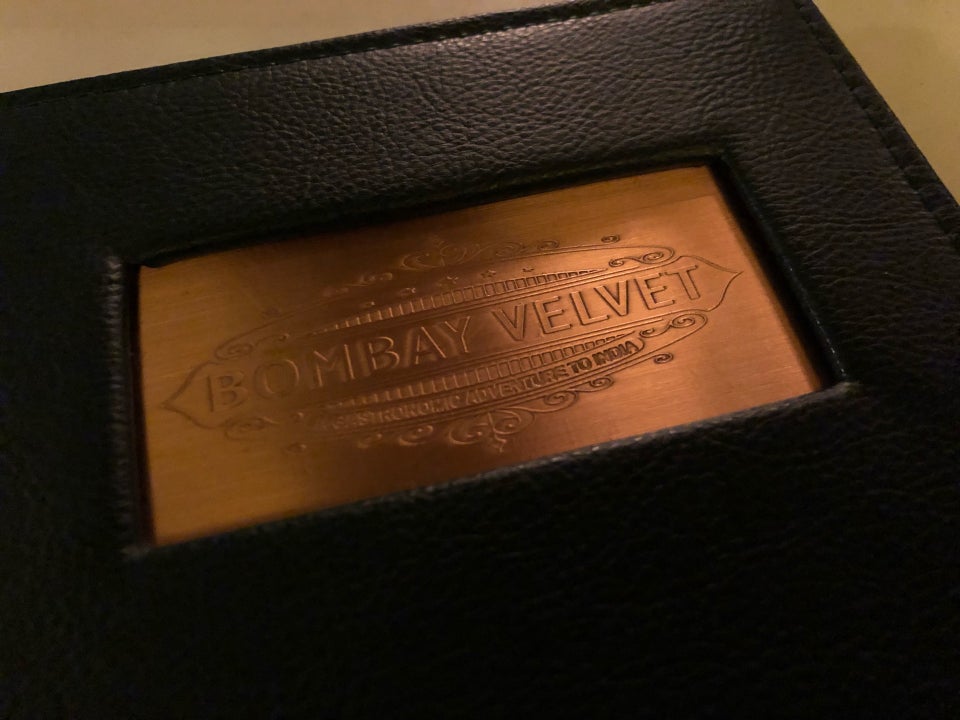 BOMBAY VELVET
A GASTRONOMIC ADVENTURE TO INDIA